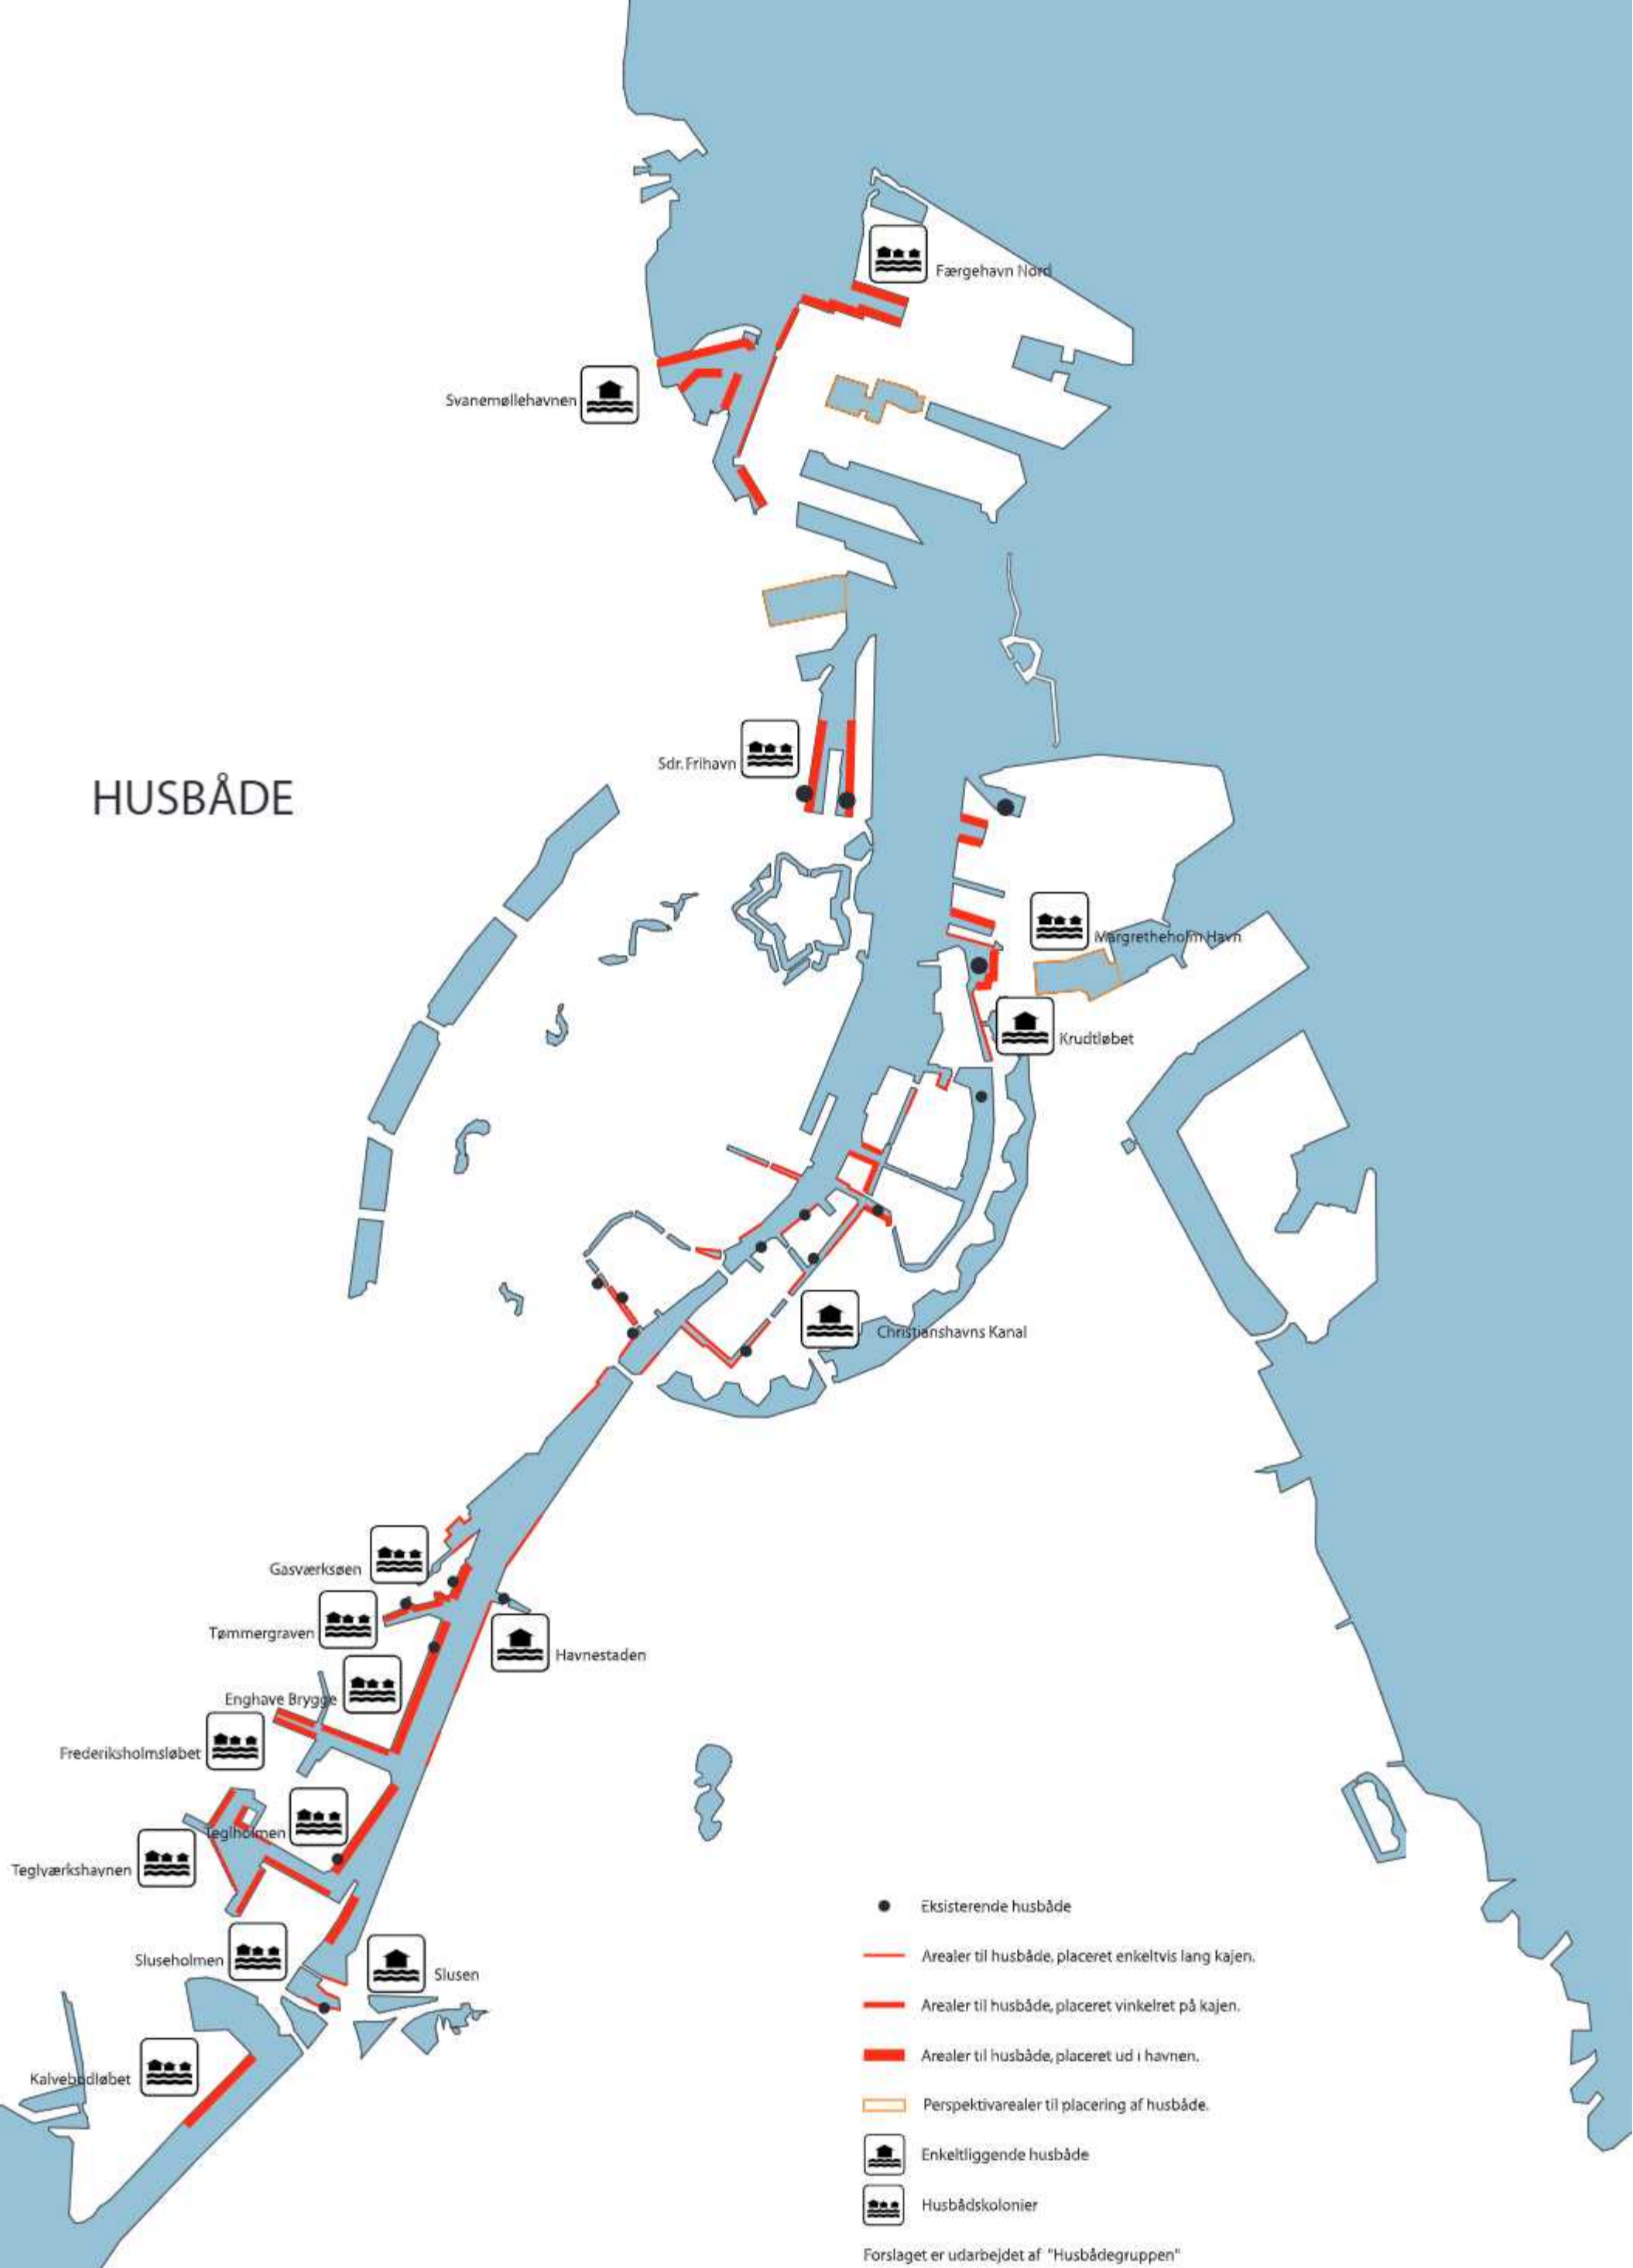 Færgehavn Nord
Svanemøllehavnen
Sdr. Frihavn
HUSBÅDE
Margretheholm Havn
Krudtløbet
Christianshavns Kanal
Gasværksøen
Tømmergraven
Havnestaden
Enghave Brygge
Frederiksholmsløbet
Teglholmen
Teglværkshavnen
Sluseholmen
Slusen
Kalvebodløbet
Eksisterende husbåde
Arealer til husbåde, placeret enkeltvis lang kajen.
Arealer til husbåde, placeret vinkelret på kajen.
Arealer til husbåde, placeret ud i havnen.
Perspektivarealer til placering af husbåde.
Enkeltliggende husbåde
Husbådskolonier
Forslaget er udarbejdet af "Husbådegruppen"